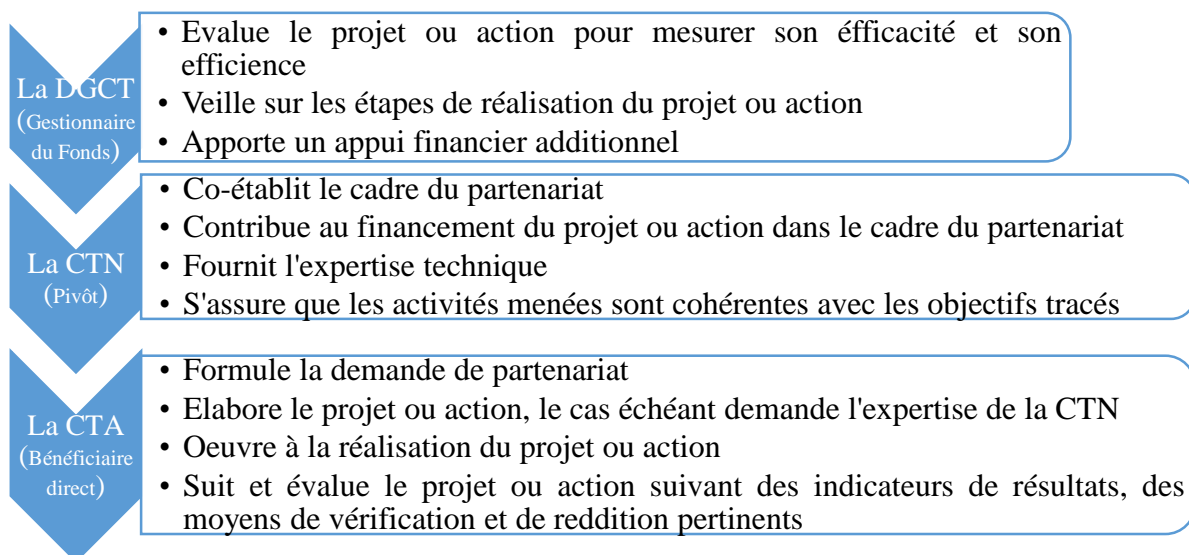 La DGCT
(Gestionnaire
du Fonds)
• Evalue le projet ou action pour mesurer son éfficacité et son
efficience
• Veille sur les étapes de réalisation du projet ou action
• Apporte un appui financier additionnel
La CTN
(Pivôt)
• Co-établit le cadre du partenariat
• Contribue au financement du projet ou action dans le cadre du partenariat
• Fournit l'expertise technique
• S'assure que les activités menées sont cohérentes avec les objectifs tracés
La CTA
(Bénéficiaire
direct)
• Formule la demande de partenariat
• Elabore le projet ou action, le cas échéant demande l'expertise de la CTN
• Oeuvre à la réalisation du projet ou action
• Suit et évalue le projet ou action suivant des indicateurs de résultats, des
moyens de vérification et de reddition pertinents